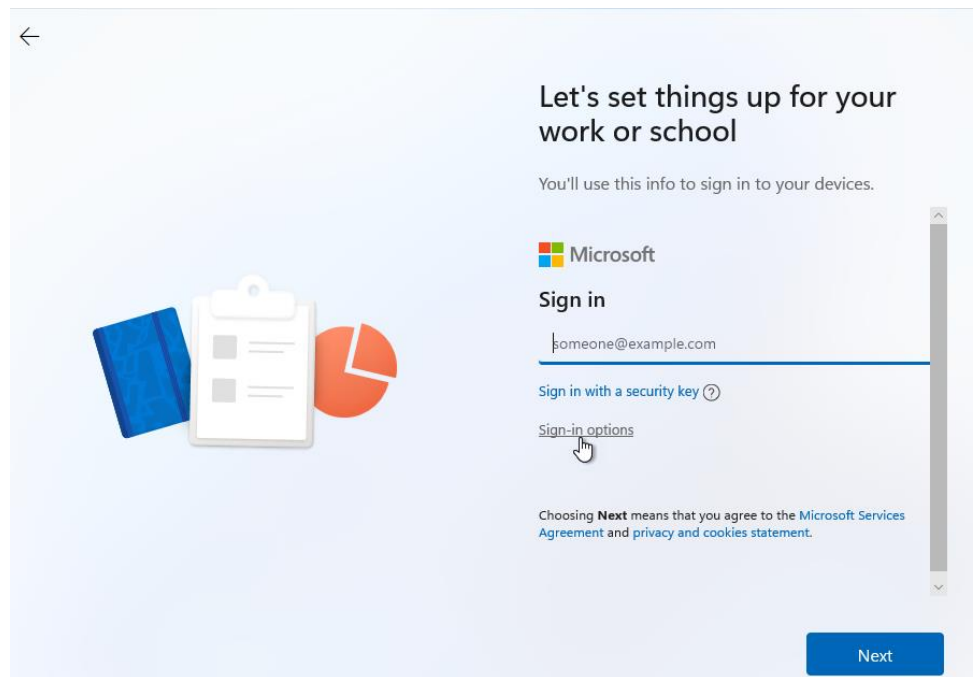 Let's set things up for your
work or school
You'll use this info to sign in to your devices.
Microsoft
Sign in
someone@example.com
Sign in with a security key
Sign-in options
Choosing Next means that you agree to the Microsoft Services
Agreement and privacy and cookies statement.
Next